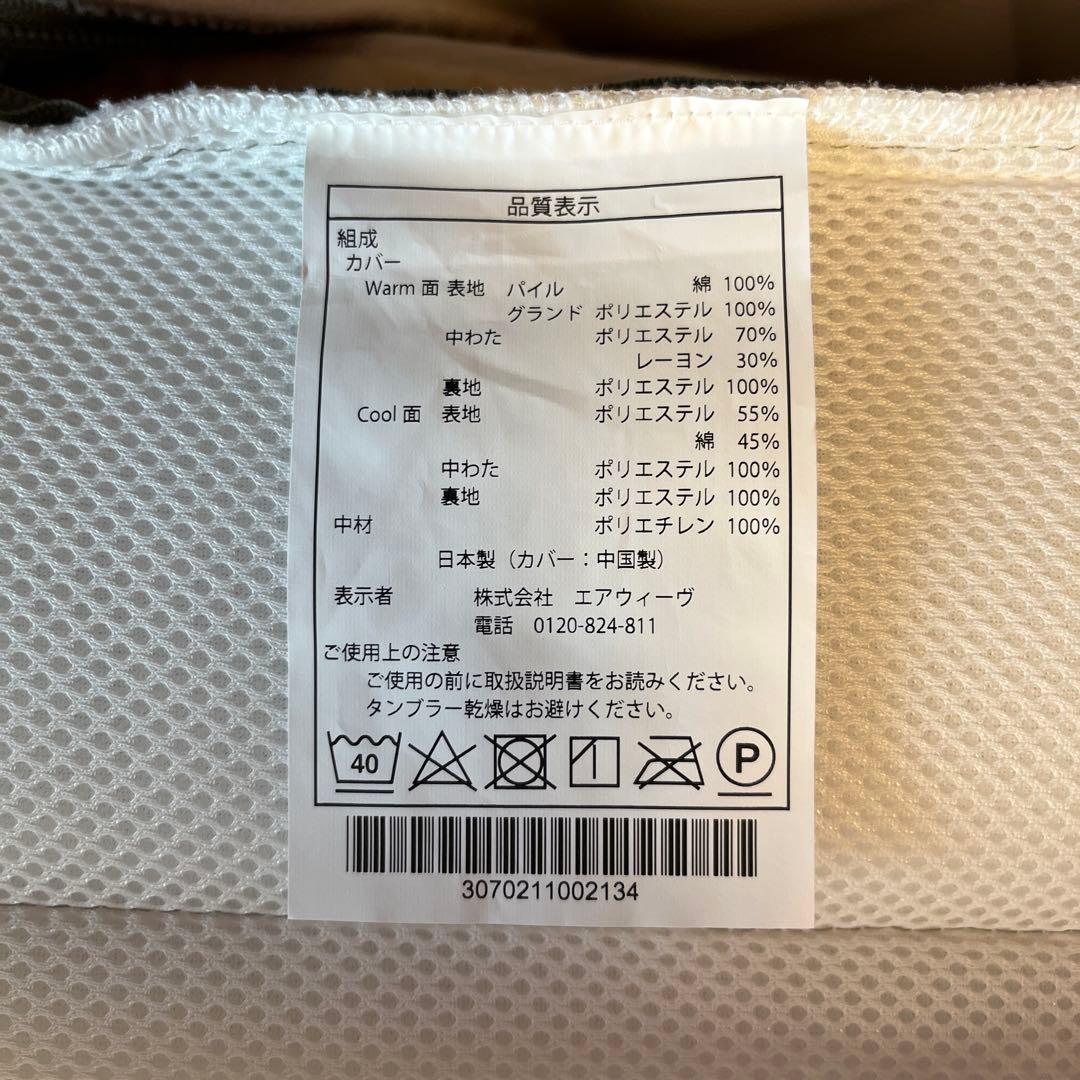 品質表示
組成
カバー
Warm 面 表地 パイル 綿 100%
グランド ポリエステル 100%
中わた ポリエステル 70%
レーヨン 30%
裏地 ポリエステル 100%
Cool 面 表地 ポリエステル 55%
綿 45%
中わた ポリエステル 100%
裏地 ポリエステル 100%
中材 ポリエチレン 100%
日本製（カバー：中国製）
表示者 株式会社 エアウィーヴ
電話 0120-824-811
ご使用上の注意
ご使用の前に取扱説明書をお読みください。
タンブラー乾燥はお避けください。
40 P
3070211002134